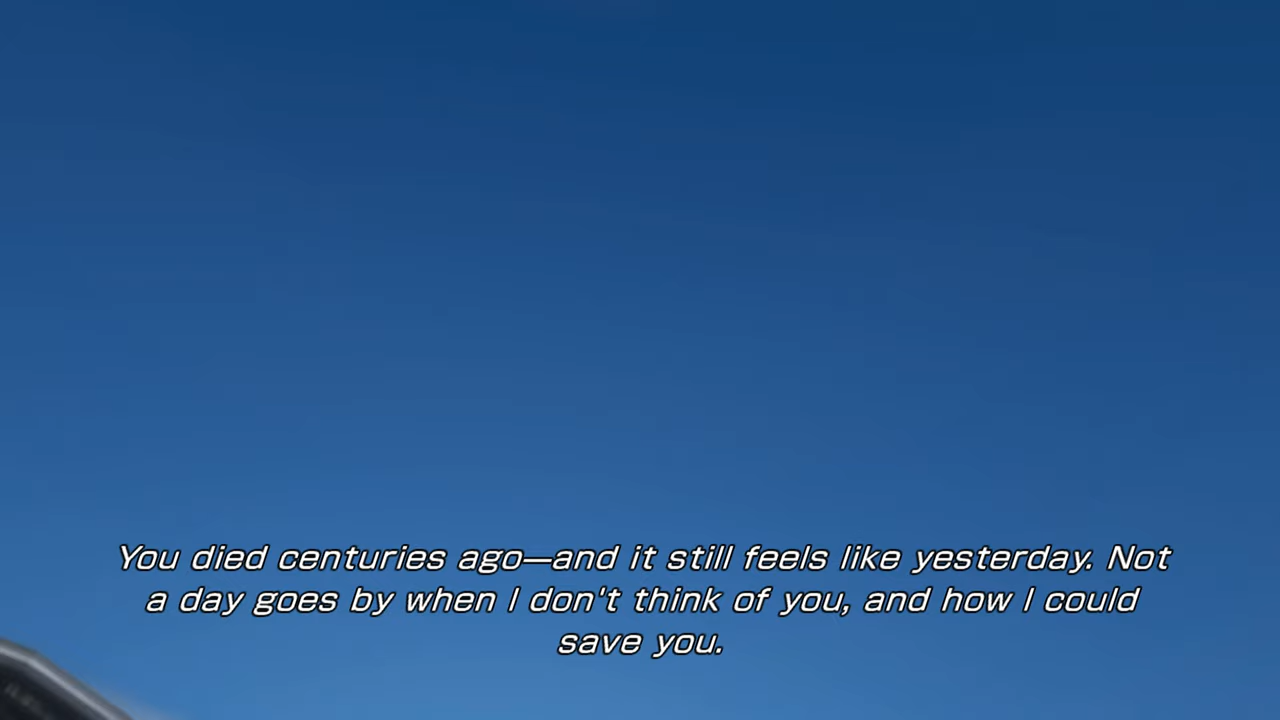 You died centuries ago—and it still feels like yesterday. Not
a day goes by when I don't think of you, and how I could
save you.